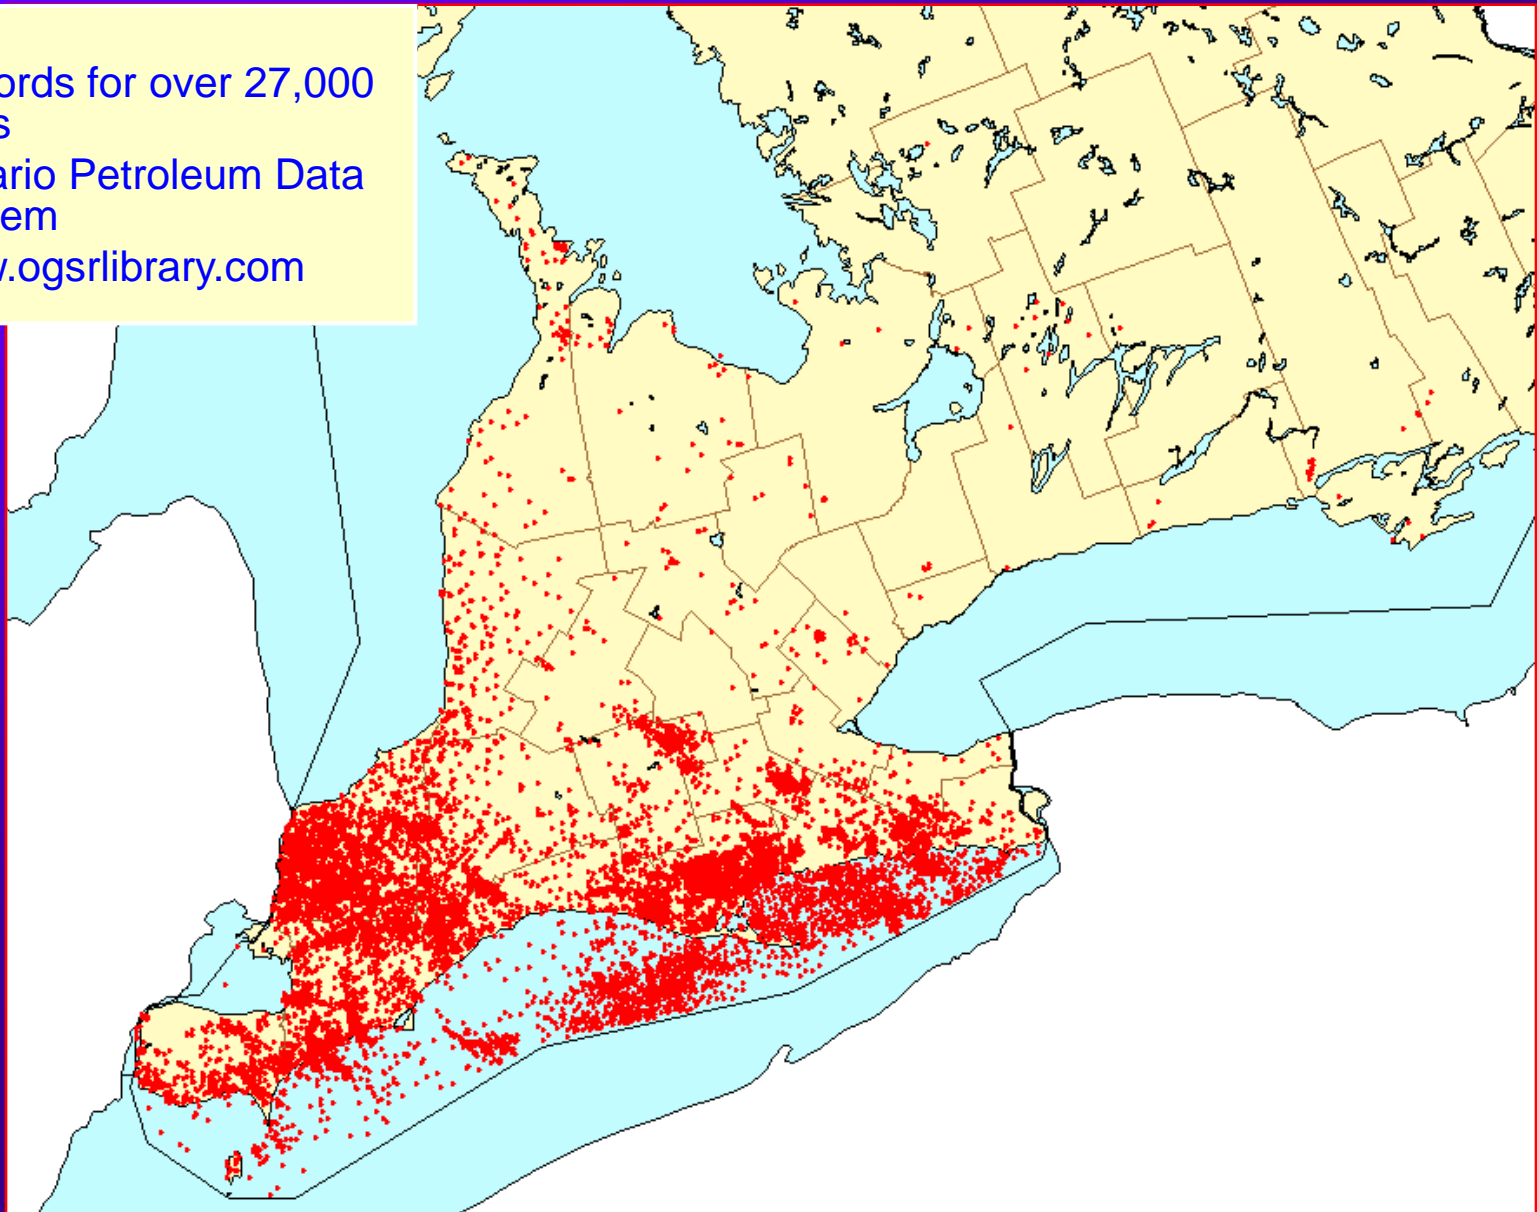 ords for over 27,000
s
ario Petroleum Data
em
w.ogsrlibrary.com